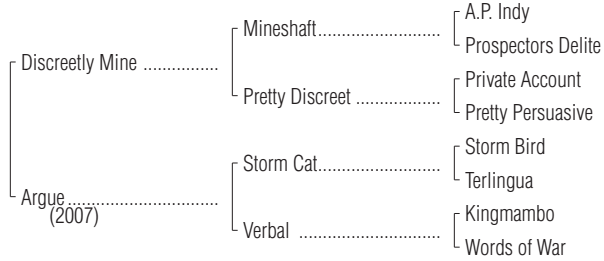 A.P. Indy
Mineshaft....................
Prospectors Delite
Discreetly Mine ...............
Private Account
Pretty Discreet .................
Pretty Persuasive
Storm Bird
Storm Cat.......................
Terlingua
Argue..............................
(2007)
Kingmambo
Verbal ............................
Words of War